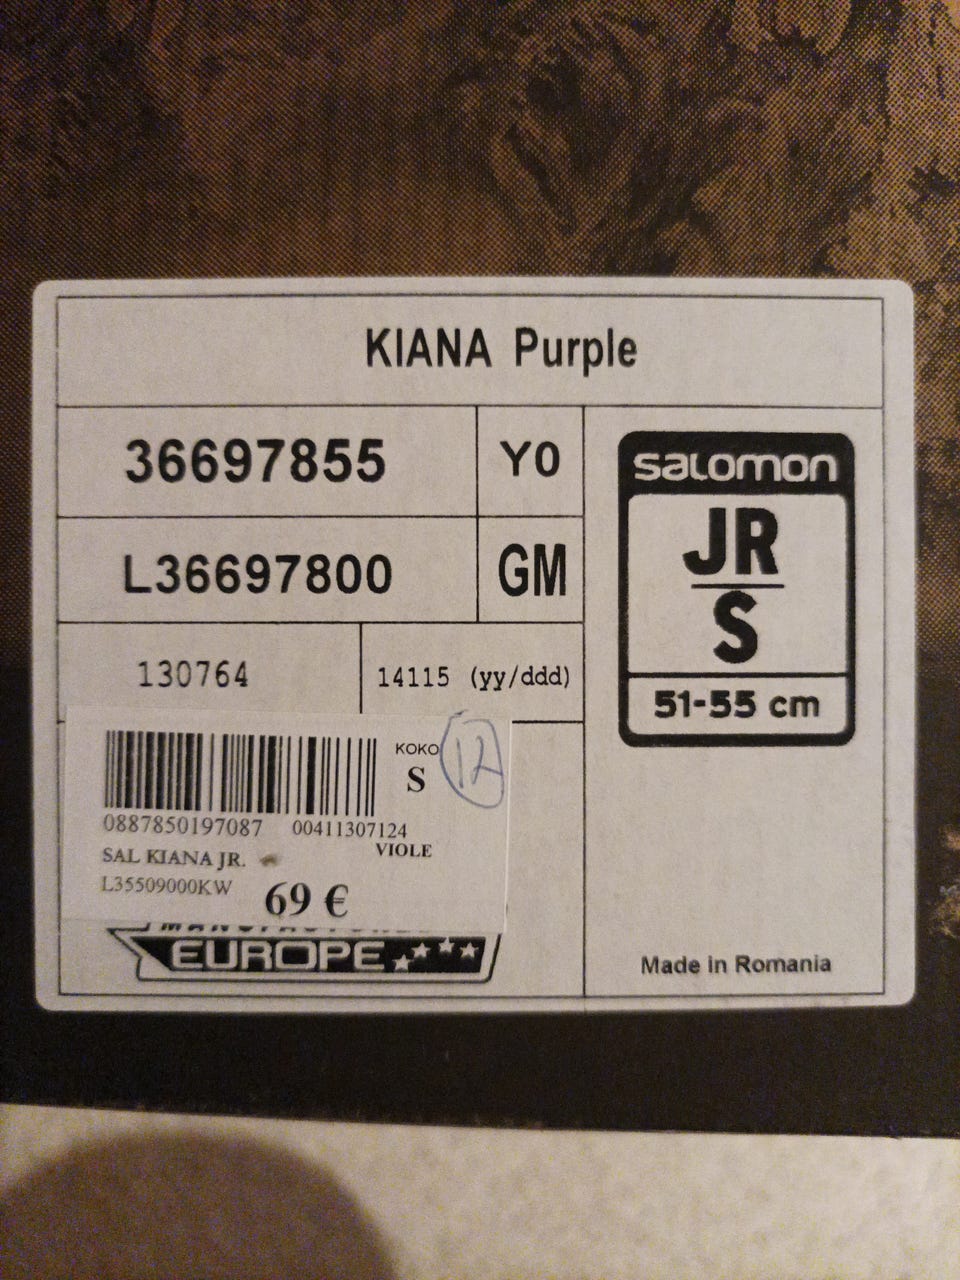 KIANA Purple
36697855
Y0
L36697800
GM
130764
14115 (yy/ddd)
salomon
JR
S
51-55 cm
KOKO
S
12
0887850197087 00411307124
VIOLE
SAL KIANA JR.
L35509000KW
69 €
EUROPE
Made in Romania